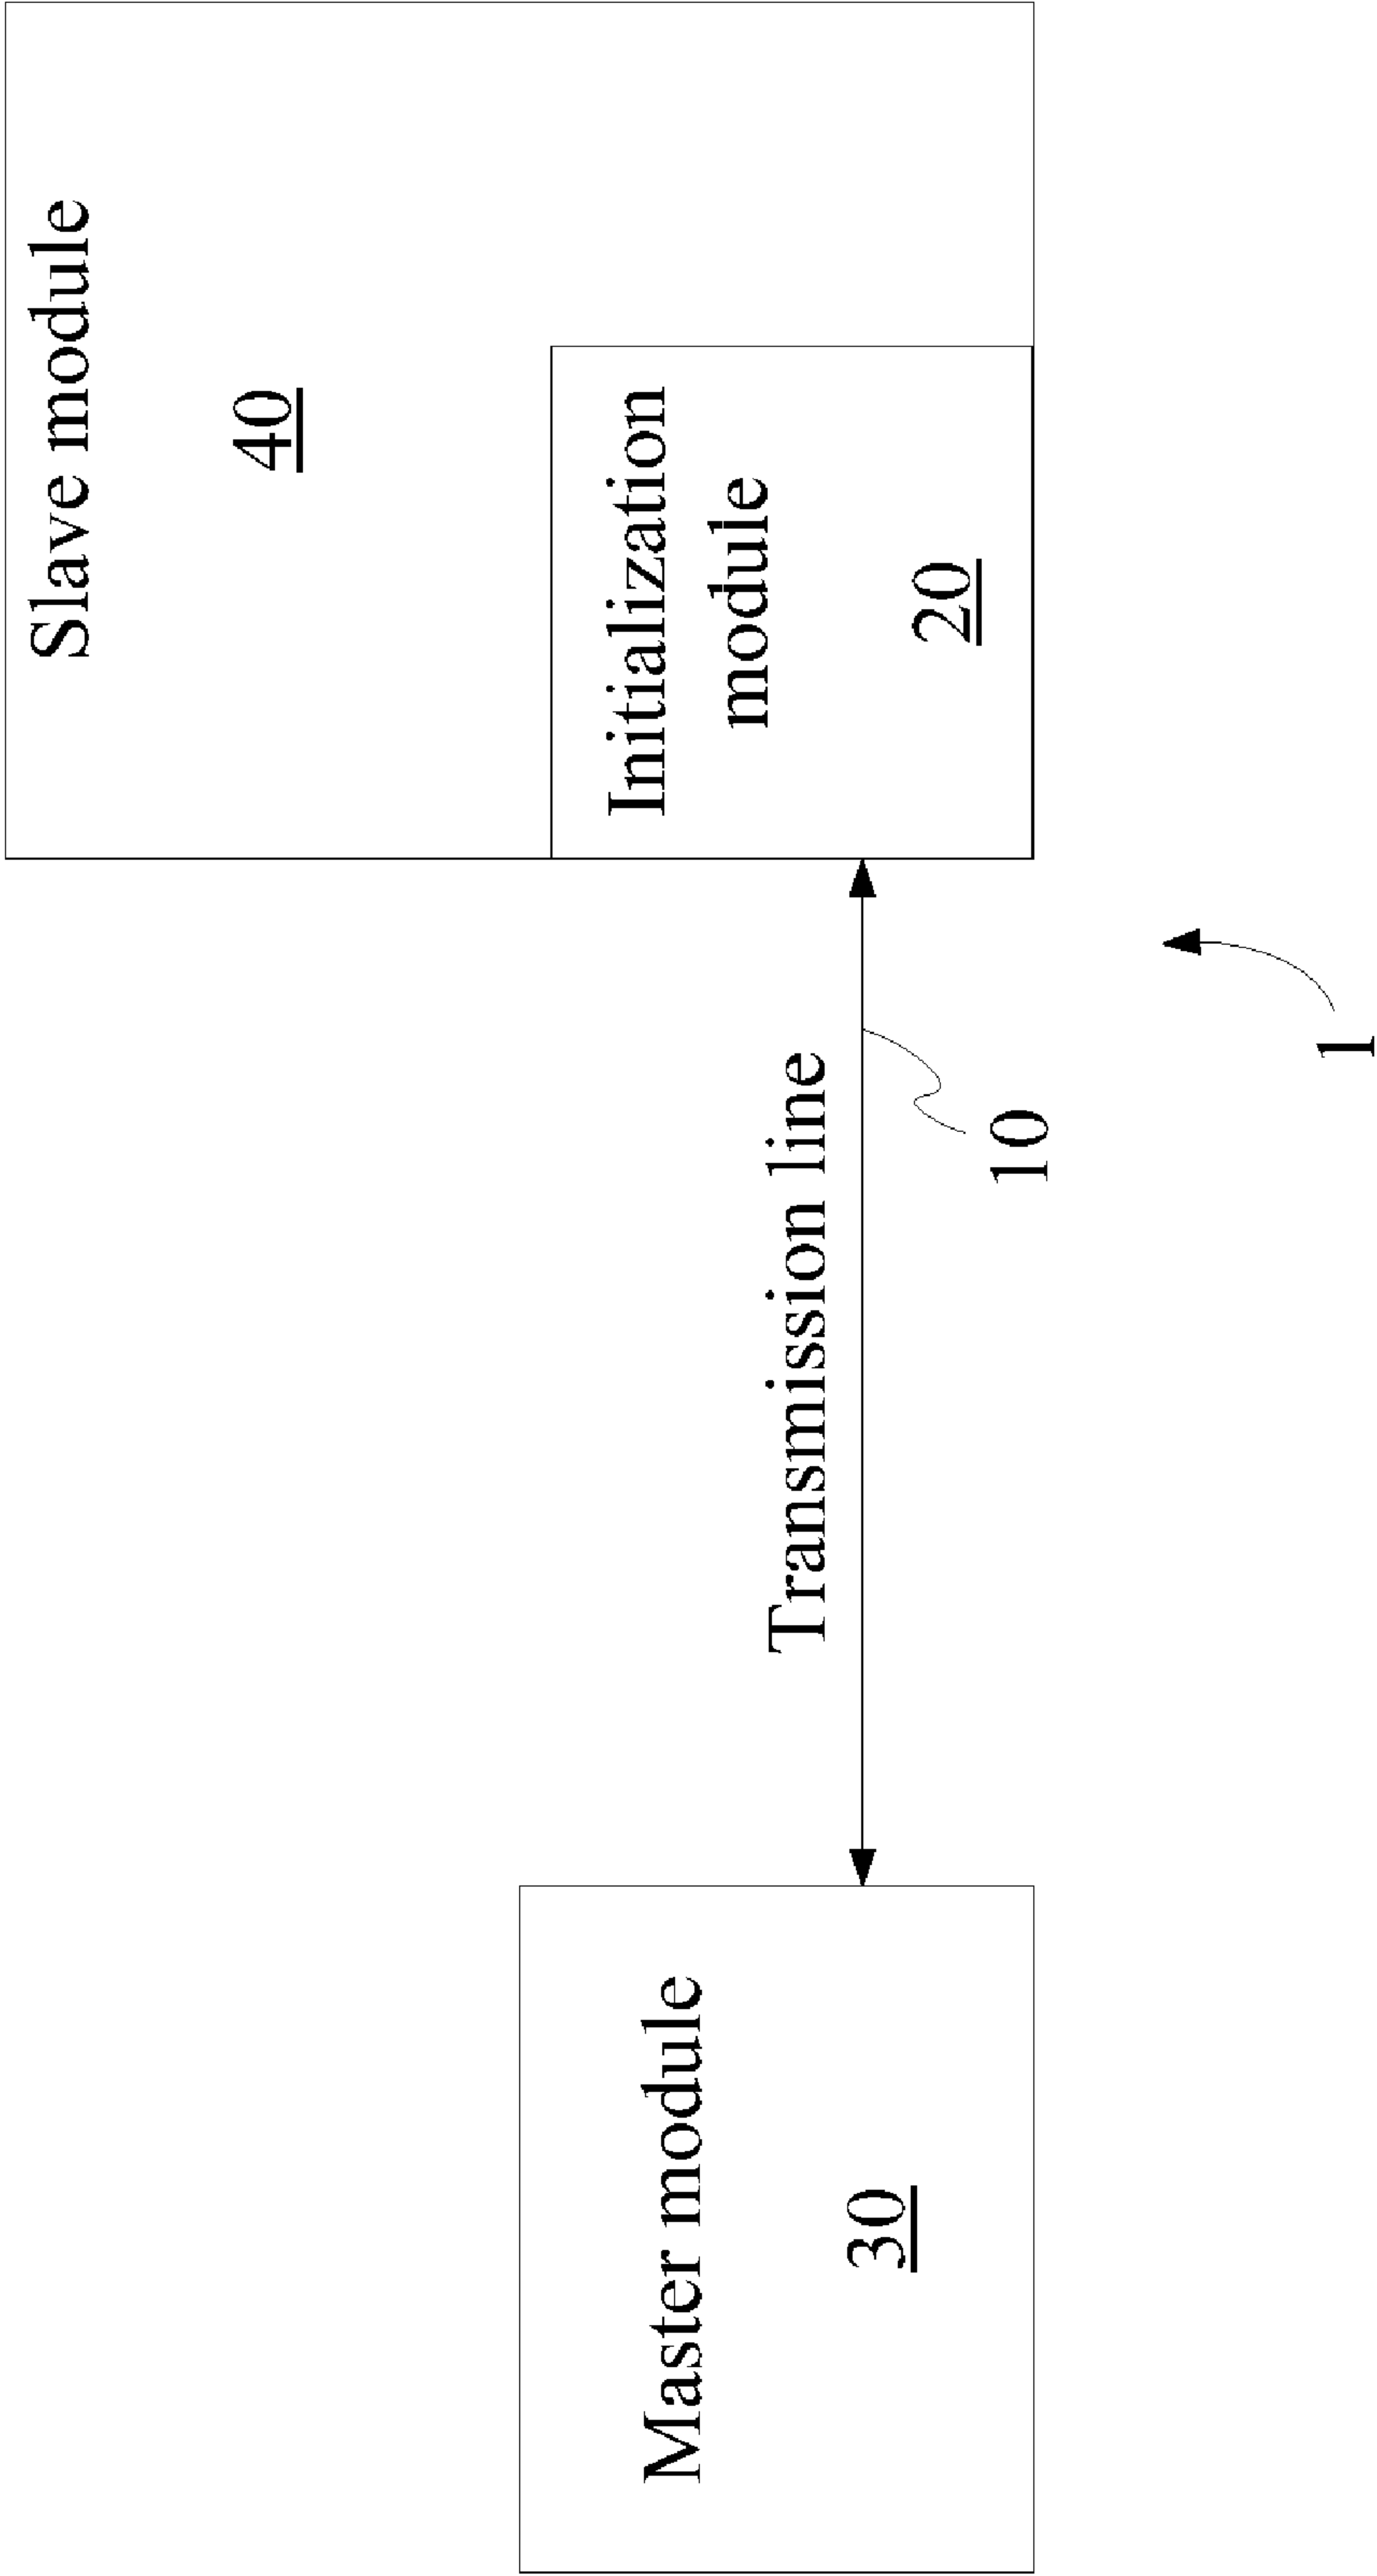 Slave module
40
Initialization
module
20
Transmission line
10
Master module
30
1